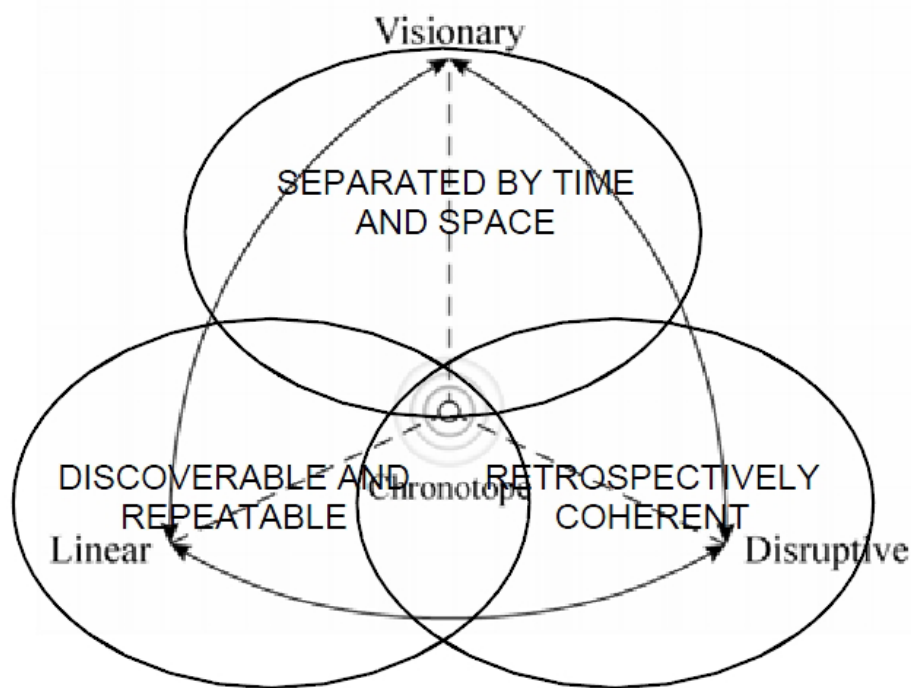 Visionary
SEPARATED BY TIME
AND SPACE
DISCOVERABLE AND
REPEATABLE
Chronotope
RETROSPECTIVELY
COHERENT
Linear
Disruptive